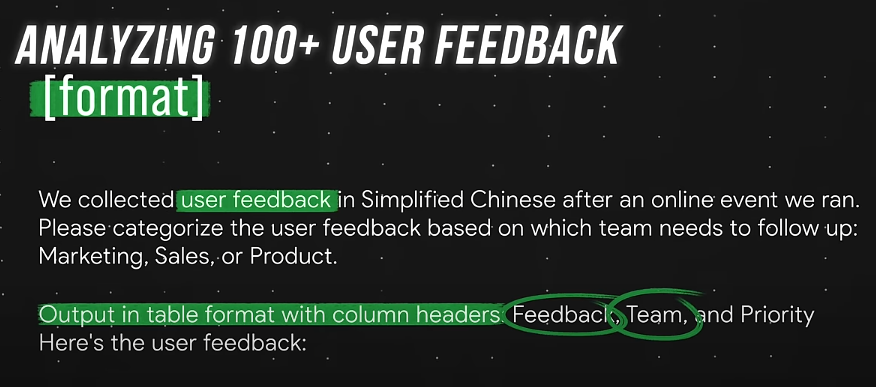 ANALYZING 100+ USER FEEDBACK
[format]
We collected user feedback in Simplified Chinese after an online event we ran.
Please categorize the user feedback based on which team needs to follow up:
Marketing, Sales, or Product.
Output in table format with column headers: Feedback, Team, and Priority
Here's the user feedback: